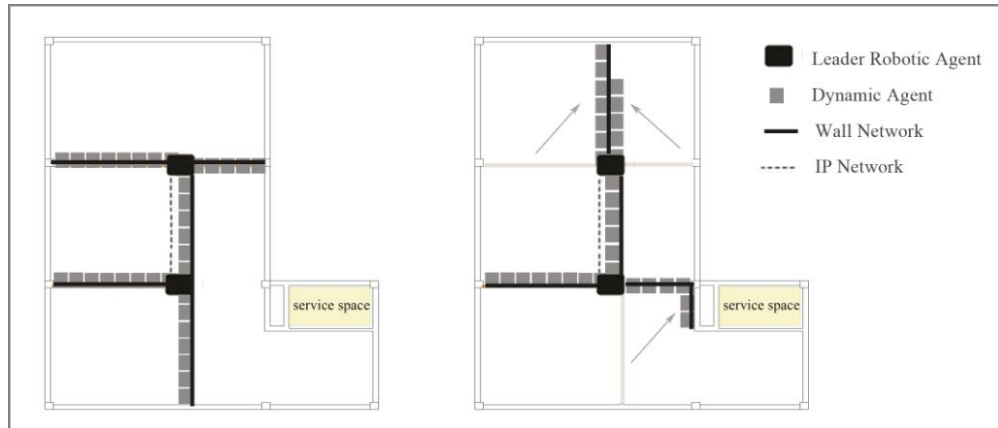 Leader Robotic Agent
Dynamic Agent
Wall Network
IP Network
service space
service space